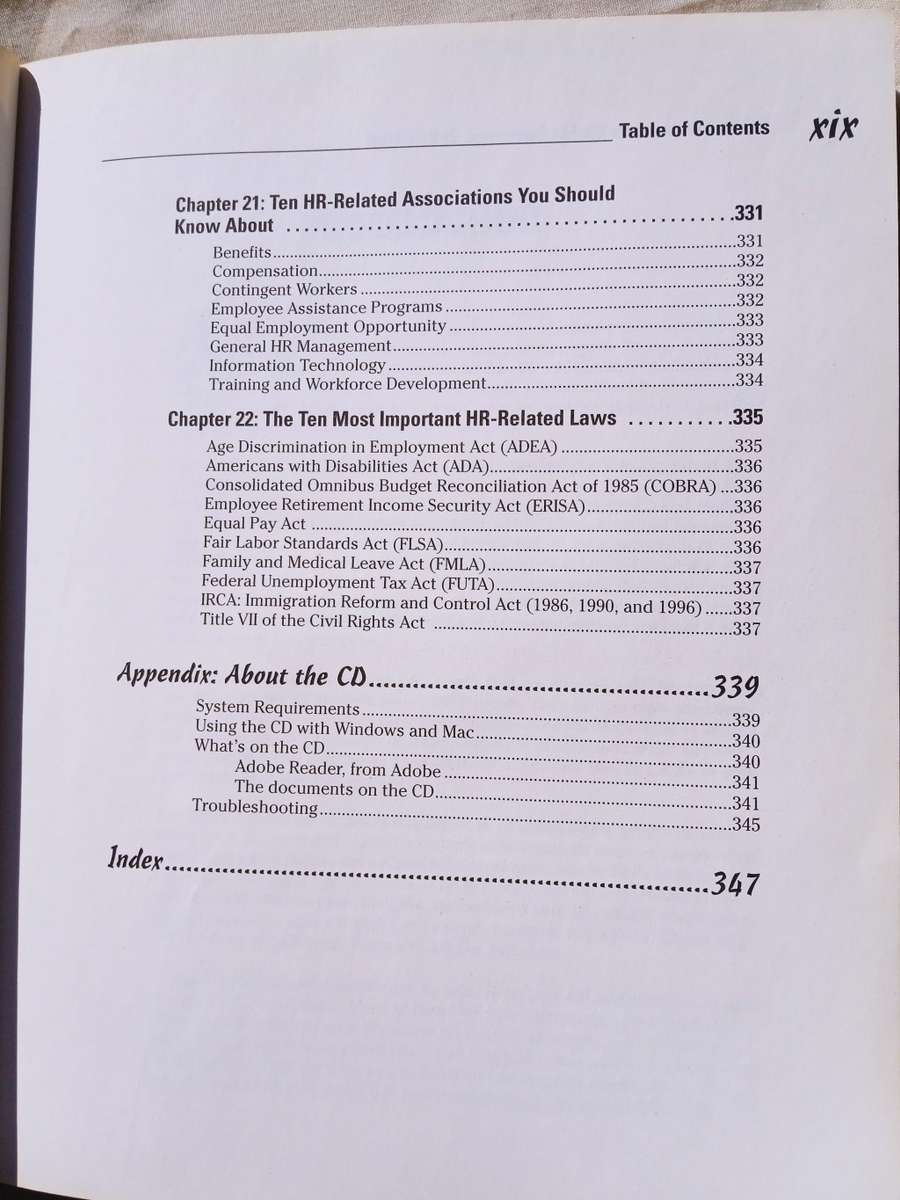 Table of Contents xix
Chapter 21: Ten HR-Related Associations You Should
Know About ................................................331
Benefits....................................................331
Compensation................................................332
Contingent Workers..........................................332
Employee Assistance Programs................................332
Equal Employment Opportunity................................333
General HR Management.......................................333
Information Technology......................................334
Training and Workforce Development..........................334
Chapter 22: The Ten Most Important HR-Related Laws ...........335
Age Discrimination in Employment Act (ADEA)..................335
Americans with Disabilities Act (ADA).......................336
Consolidated Omnibus Budget Reconciliation Act of 1985 (COBRA) ...336
Employee Retirement Income Security Act (ERISA).............336
Equal Pay Act ..............................................336
Fair Labor Standards Act (FLSA).............................336
Family and Medical Leave Act (FMLA).........................337
Federal Unemployment Tax Act (FUTA).........................337
IRCA: Immigration Reform and Control Act (1986, 1990, and 1996) ......337
Title VII of the Civil Rights Act ..........................337
Appendix: About the CD......................................339
System Requirements.........................................339
Using the CD with Windows and Mac...........................340
What's on the CD............................................340
Adobe Reader, from Adobe....................................341
The documents on the CD.....................................341
Troubleshooting.............................................345
Index.......................................................347